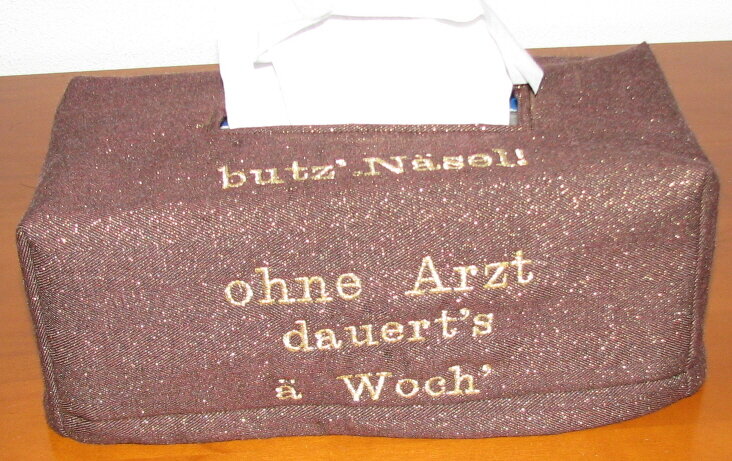 butz'.Näsel!
ohne Arzt
dauert's
ä Woch'